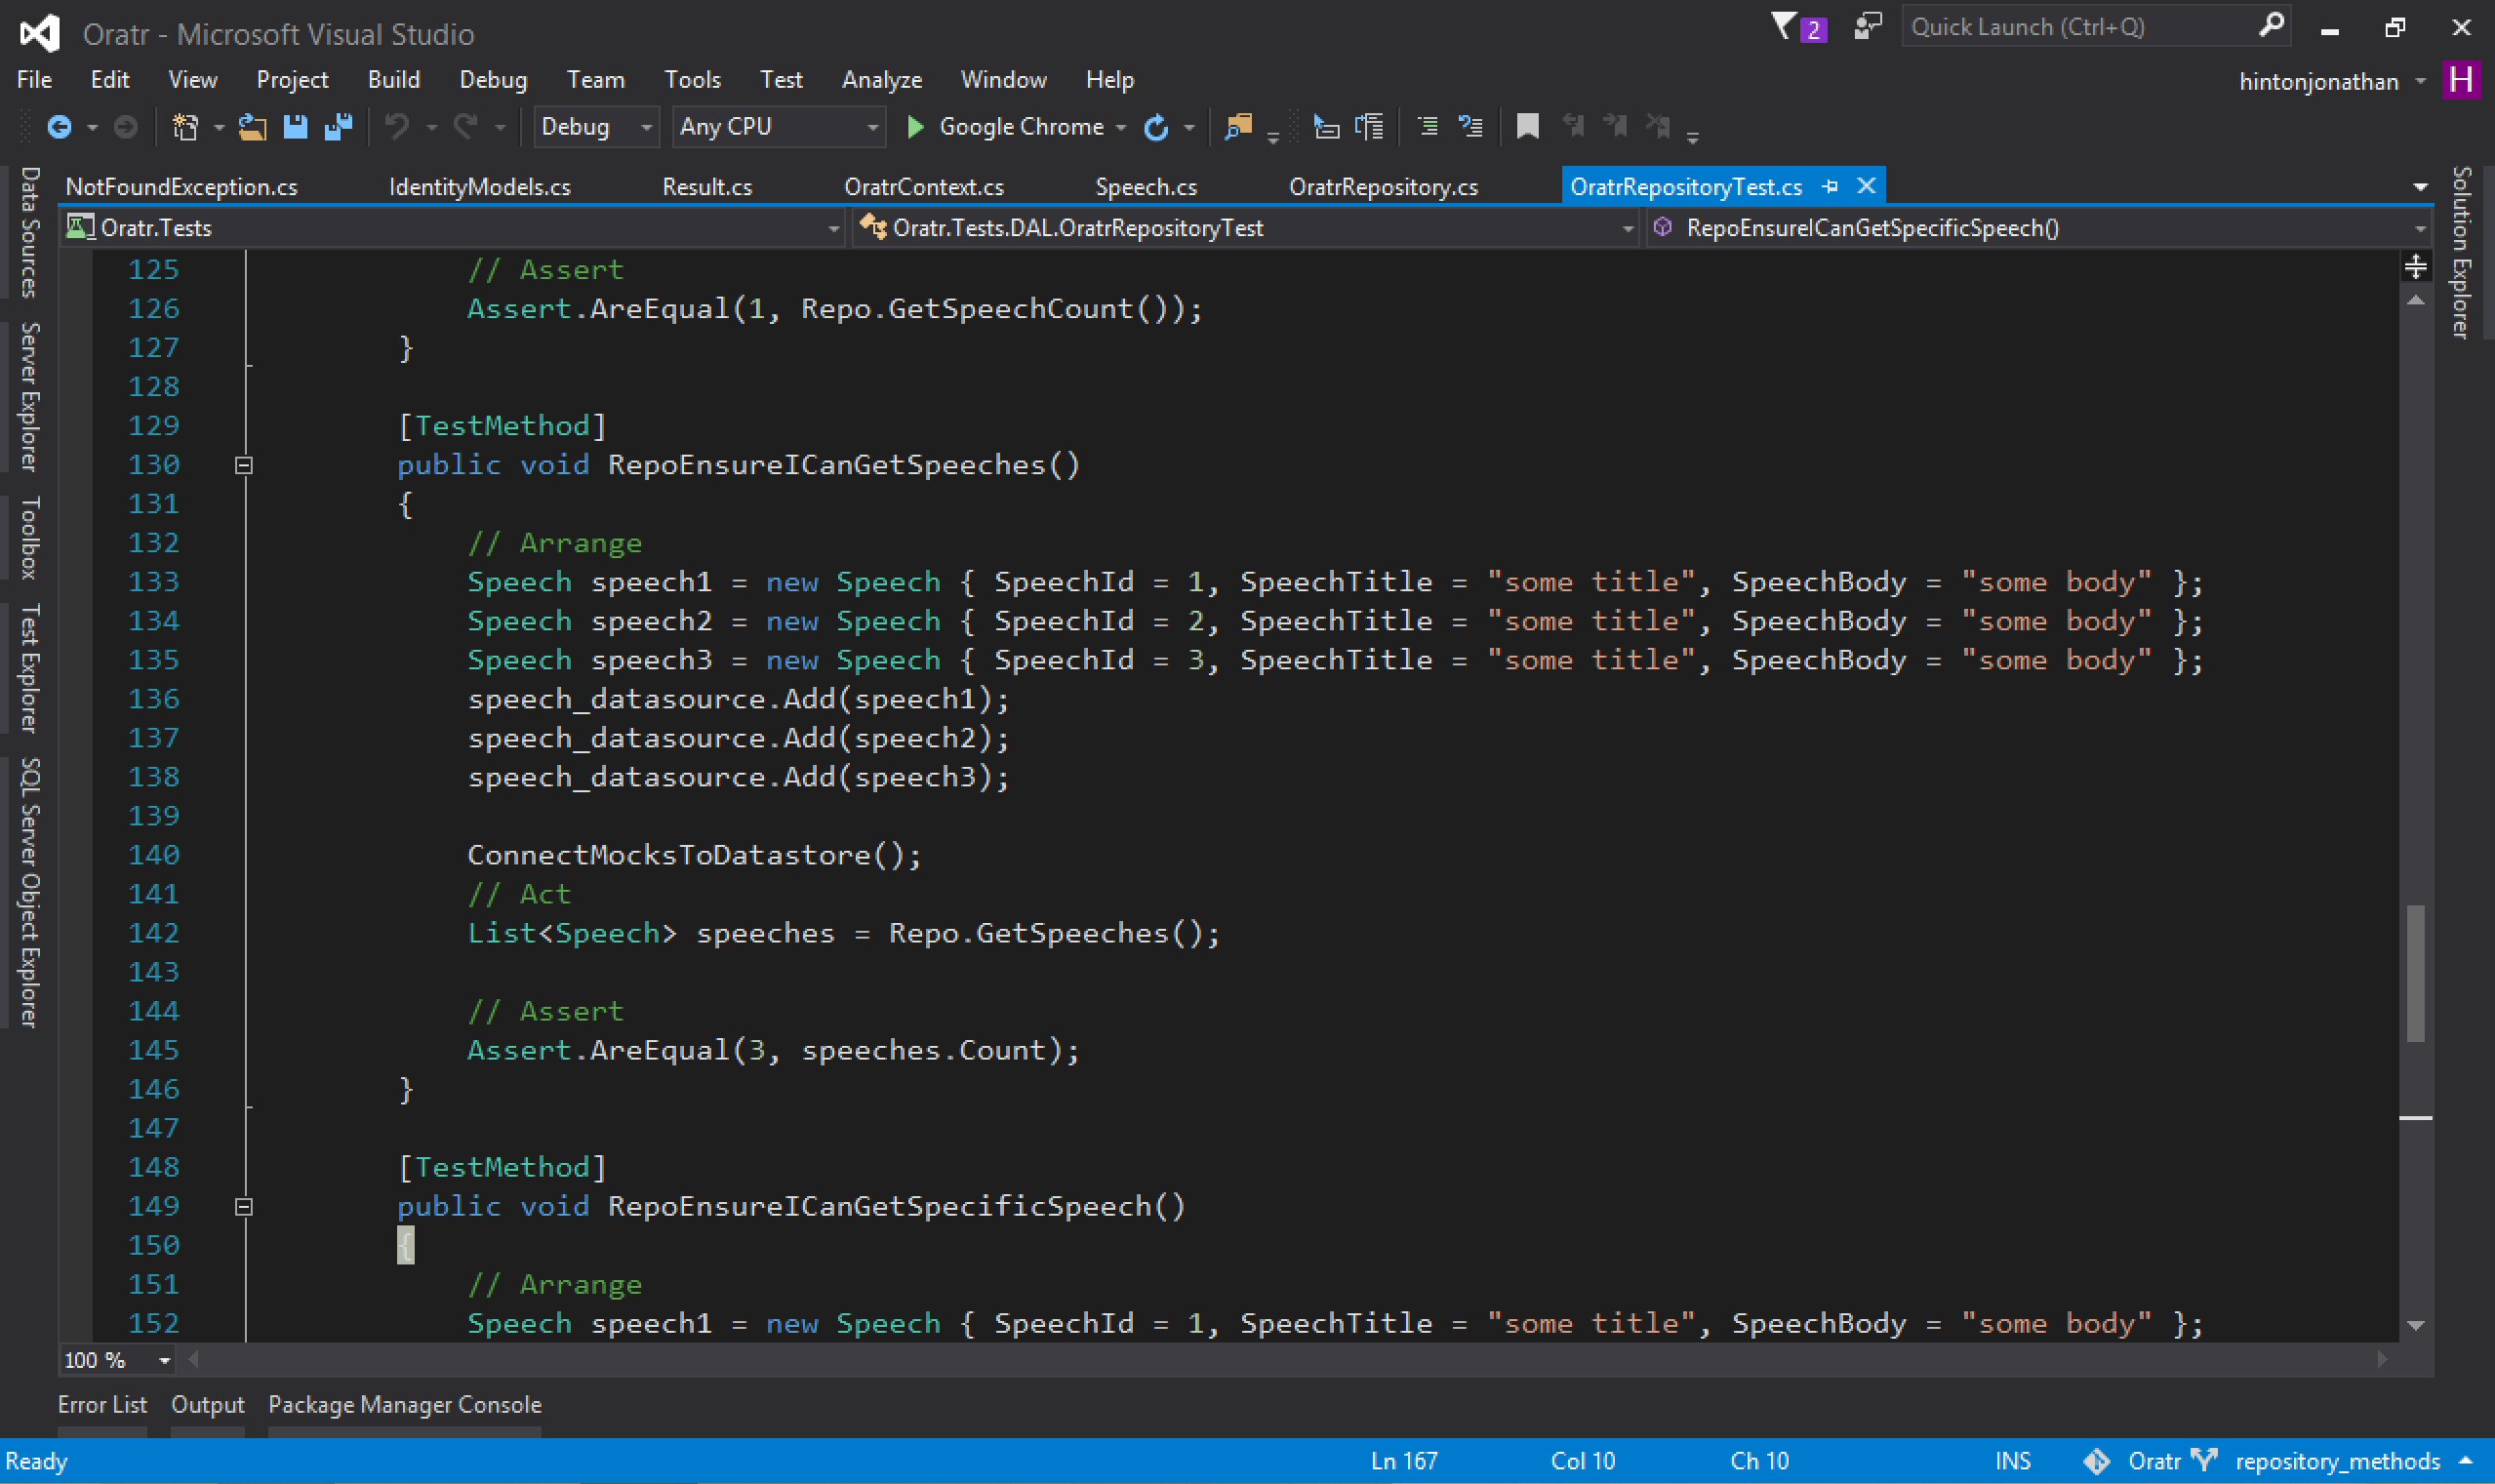 Oratr - Microsoft Visual Studio
2
Quick Launch (Ctrl+Q)
File Edit View Project Build Debug Team Tools Test Analyze Window Help
hintonjonathan H
Debug Any CPU Google Chrome
NotFoundException.cs IdentityModels.cs Result.cs OratrContext.cs Speech.cs OratrRepository.cs OratrRepositoryTest.cs
Oratr.Tests Oratr.Tests.DAL.OratrRepositoryTest RepoEnsureICanGetSpecificSpeech()
Data Sources
Server Explorer
Toolbox
Test Explorer
SQL Server Object Explorer
Solution Explorer
125 // Assert
126 Assert.AreEqual(1, Repo.GetSpeechCount());
127 }
128
129 [TestMethod]
130 public void RepoEnsureICanGetSpeeches()
131 {
132 // Arrange
133 Speech speech1 = new Speech { SpeechId = 1, SpeechTitle = "some title", SpeechBody = "some body" };
134 Speech speech2 = new Speech { SpeechId = 2, SpeechTitle = "some title", SpeechBody = "some body" };
135 Speech speech3 = new Speech { SpeechId = 3, SpeechTitle = "some title", SpeechBody = "some body" };
136 speech_datasource.Add(speech1);
137 speech_datasource.Add(speech2);
138 speech_datasource.Add(speech3);
139
140 ConnectMocksToDatastore();
141 // Act
142 List<Speech> speeches = Repo.GetSpeeches();
143
144 // Assert
145 Assert.AreEqual(3, speeches.Count);
146 }
147
148 [TestMethod]
149 public void RepoEnsureICanGetSpecificSpeech()
150 {
151 // Arrange
152 Speech speech1 = new Speech { SpeechId = 1, SpeechTitle = "some title", SpeechBody = "some body" };
100 %
Error List Output Package Manager Console
Ready Ln 167 Col 10 Ch 10 INS Oratr repository_methods